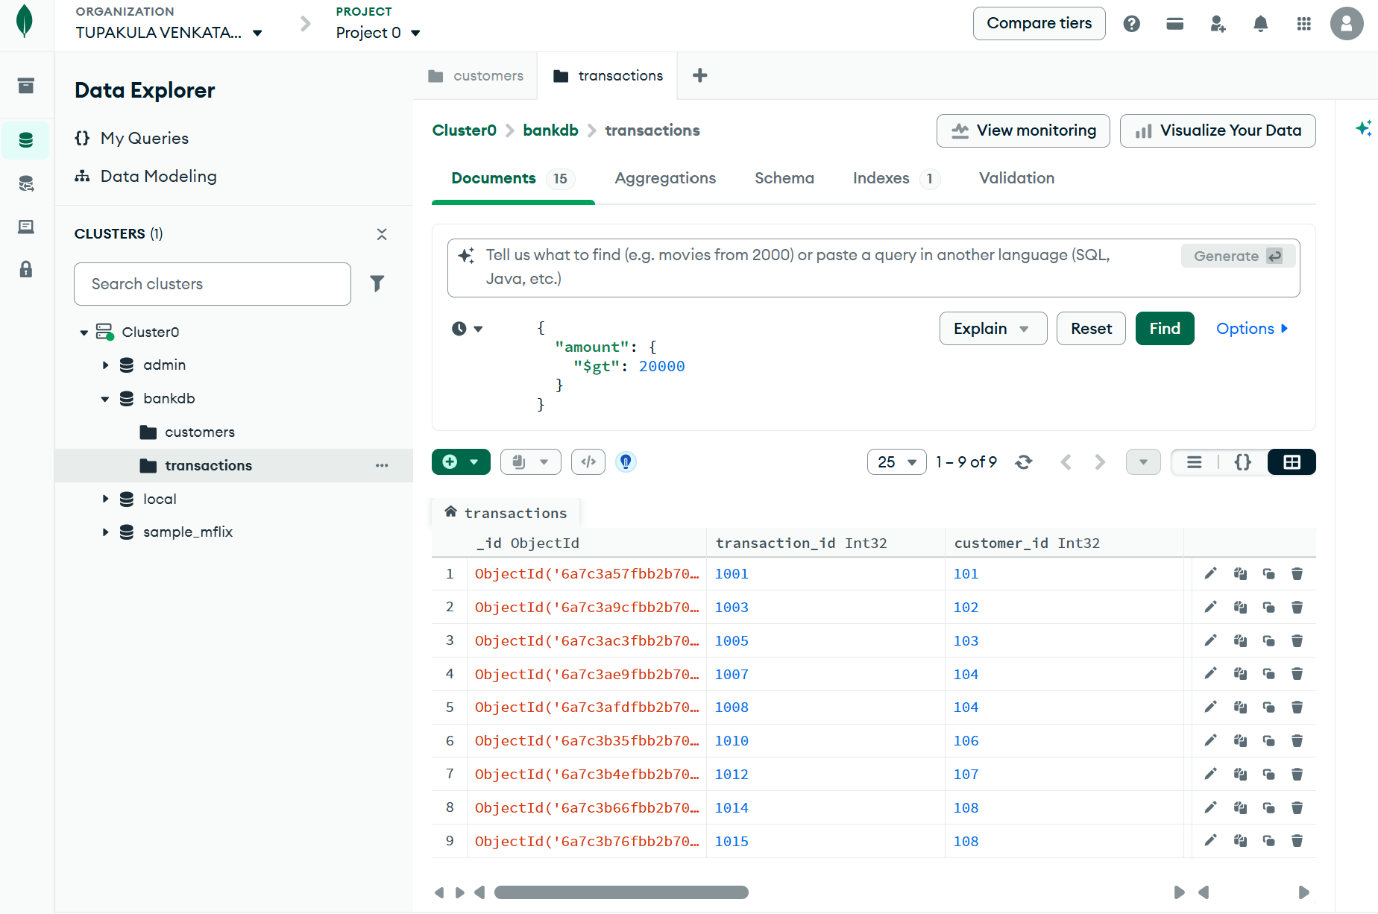 ORGANIZATION
TUPAKULA VENKATA...
PROJECT
Project 0
Compare tiers
Data Explorer
{} My Queries
Data Modeling
CLUSTERS (1)
Search clusters
Cluster0
admin
bankdb
customers
transactions
local
sample_mflix
customers
transactions
Cluster0 > bankdb > transactions
View monitoring
Visualize Your Data
Documents 15
Aggregations
Schema
Indexes 1
Validation
Tell us what to find (e.g. movies from 2000) or paste a query in another language (SQL,
Java, etc.)
Generate
{
"amount": {
"$gt": 20000
}
}
Explain
Reset
Find
Options
25
1 – 9 of 9
transactions
_id ObjectId transaction_id Int32 customer_id Int32
1 ObjectId('6a7c3a57fbb2b70... 1001 101
2 ObjectId('6a7c3a9cfbb2b70... 1003 102
3 ObjectId('6a7c3ac3fbb2b70... 1005 103
4 ObjectId('6a7c3ae9fbb2b70... 1007 104
5 ObjectId('6a7c3afdfbb2b70... 1008 104
6 ObjectId('6a7c3b35fbb2b70... 1010 106
7 ObjectId('6a7c3b4efbb2b70... 1012 107
8 ObjectId('6a7c3b66fbb2b70... 1014 108
9 ObjectId('6a7c3b76fbb2b70... 1015 108